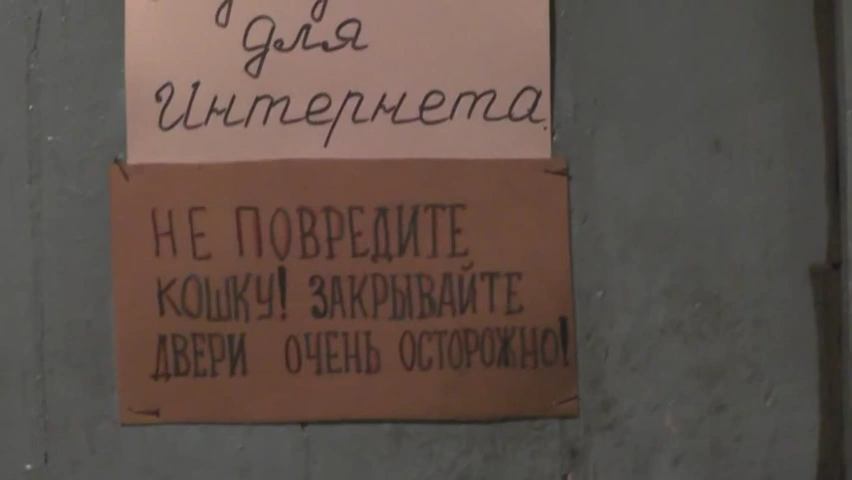 для
Интернета
НЕ ПОВРЕДИТЕ
КОШКУ! ЗАКРЫВАЙТЕ
ДВЕРИ ОЧЕНЬ ОСТОРОЖНО!